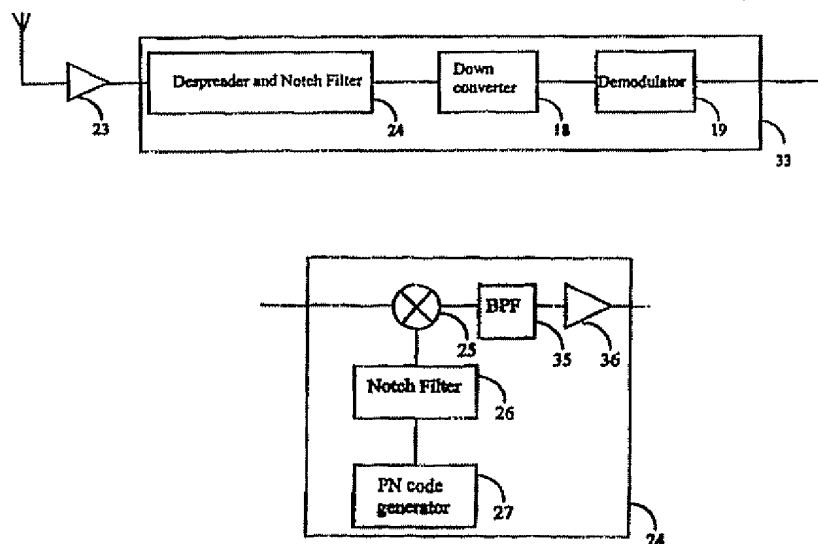 Despreader and Notch Filter
Down
converter
Demodulator
23
24
18
19
33
BPF
25
35
36
Notch Filter
26
PN code
generator
27
24